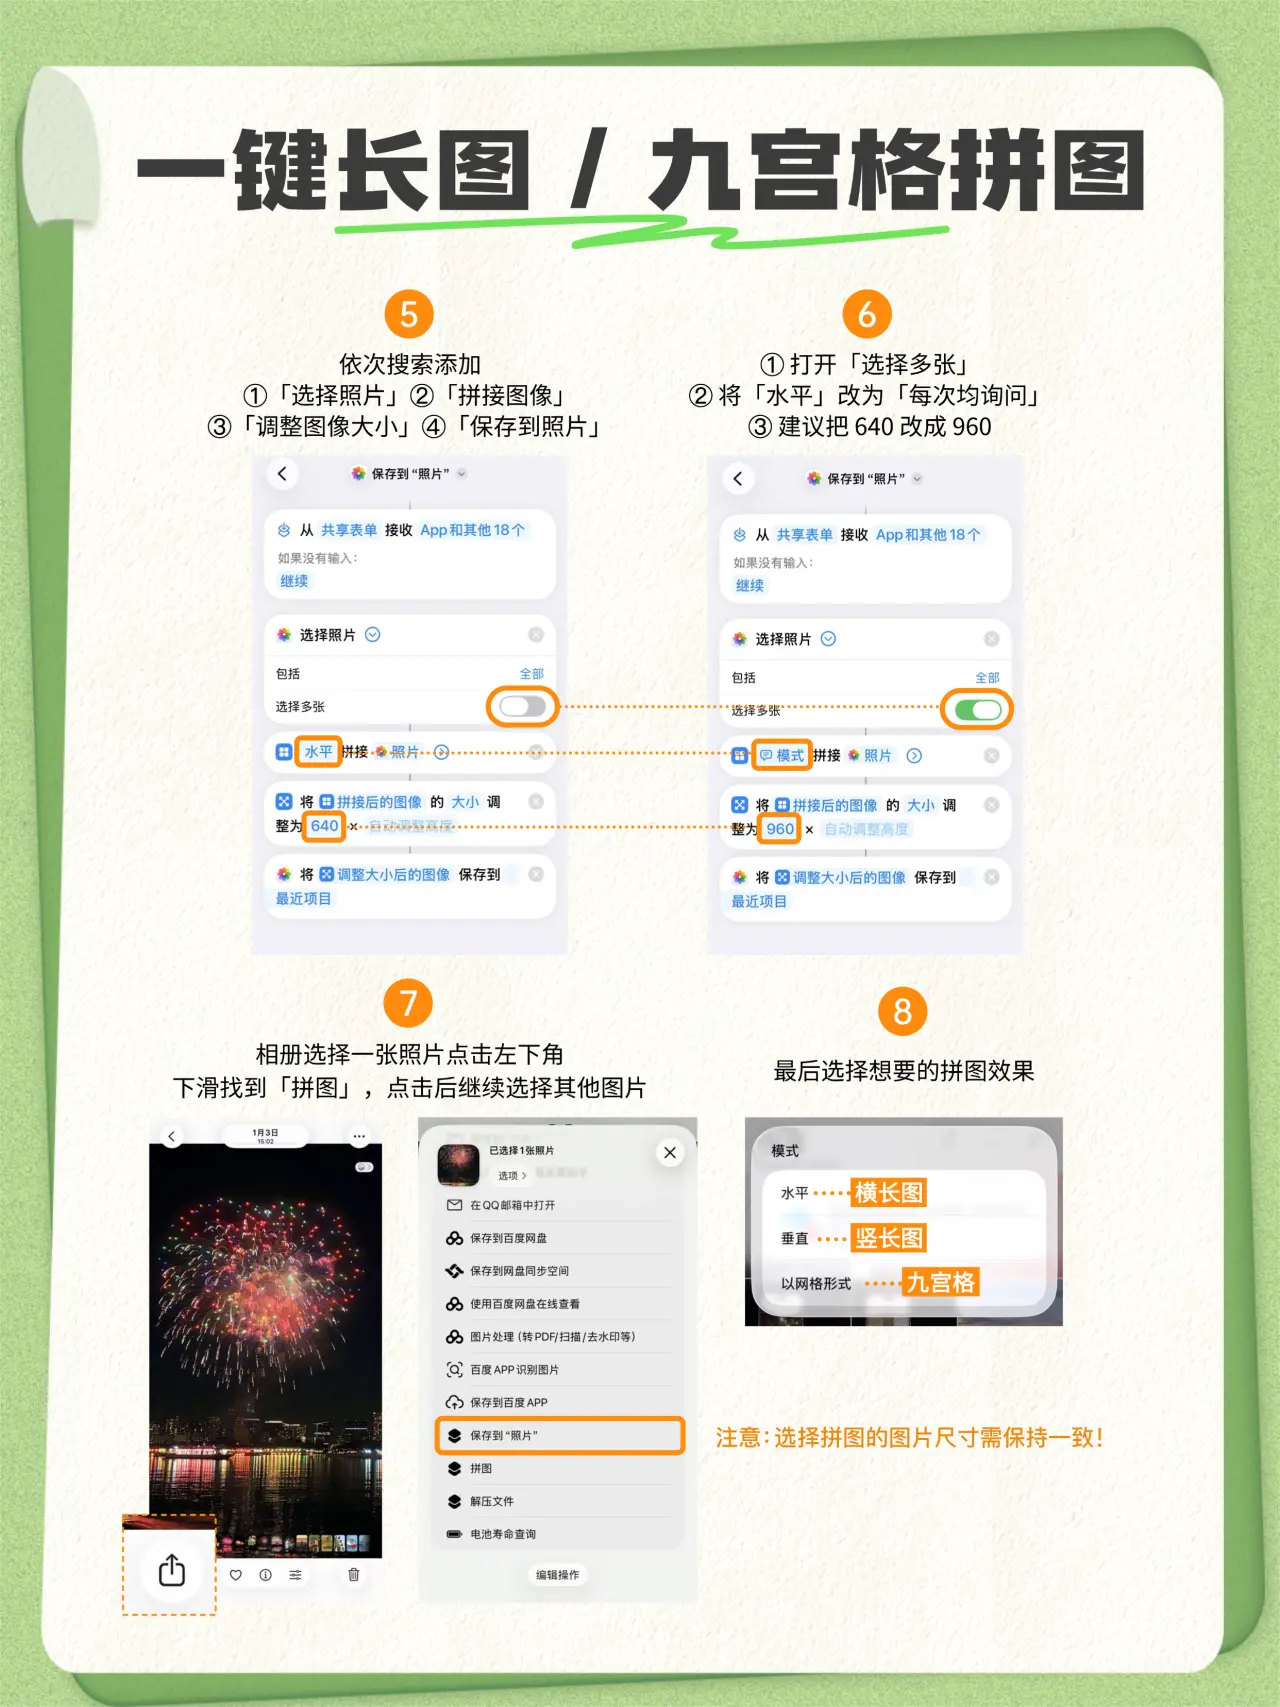 一键长图 / 九宫格拼图
5
依次搜索添加
①「选择照片」②「拼接图像」
③「调整图像大小」④「保存到照片」
保存到“照片”
从 共享表单 接收 App和其他18个
如果没有输入：
继续
选择照片
包括 全部
选择多张
水平 拼接 照片
将 拼接后的图像 的 大小 调
整为 640 × 自动调整高度
将 调整大小后的图像 保存到
最近项目
6
①打开「选择多张」
②将「水平」改为「每次均询问」
③建议把 640 改成 960
保存到“照片”
从 共享表单 接收 App和其他18个
如果没有输入：
继续
选择照片
包括 全部
选择多张
模式 拼接 照片
将 拼接后的图像 的 大小 调
整为 960 × 自动调整高度
将 调整大小后的图像 保存到
最近项目
7
相册选择一张照片点击左下角
下滑找到「拼图」，点击后继续选择其他图片
1月3日
15:02
已选择1张照片
选项 >
在QQ邮箱中打开
保存到百度网盘
保存到网盘同步空间
使用百度网盘在线查看
图片处理（转PDF/扫描/去水印等）
百度APP识别图片
保存到百度APP
保存到“照片”
拼图
解压文件
电池寿命查询
编辑操作
8
最后选择想要的拼图效果
模式
水平 横长图
垂直 竖长图
以网格形式 九宫格
注意：选择拼图的图片尺寸需保持一致！